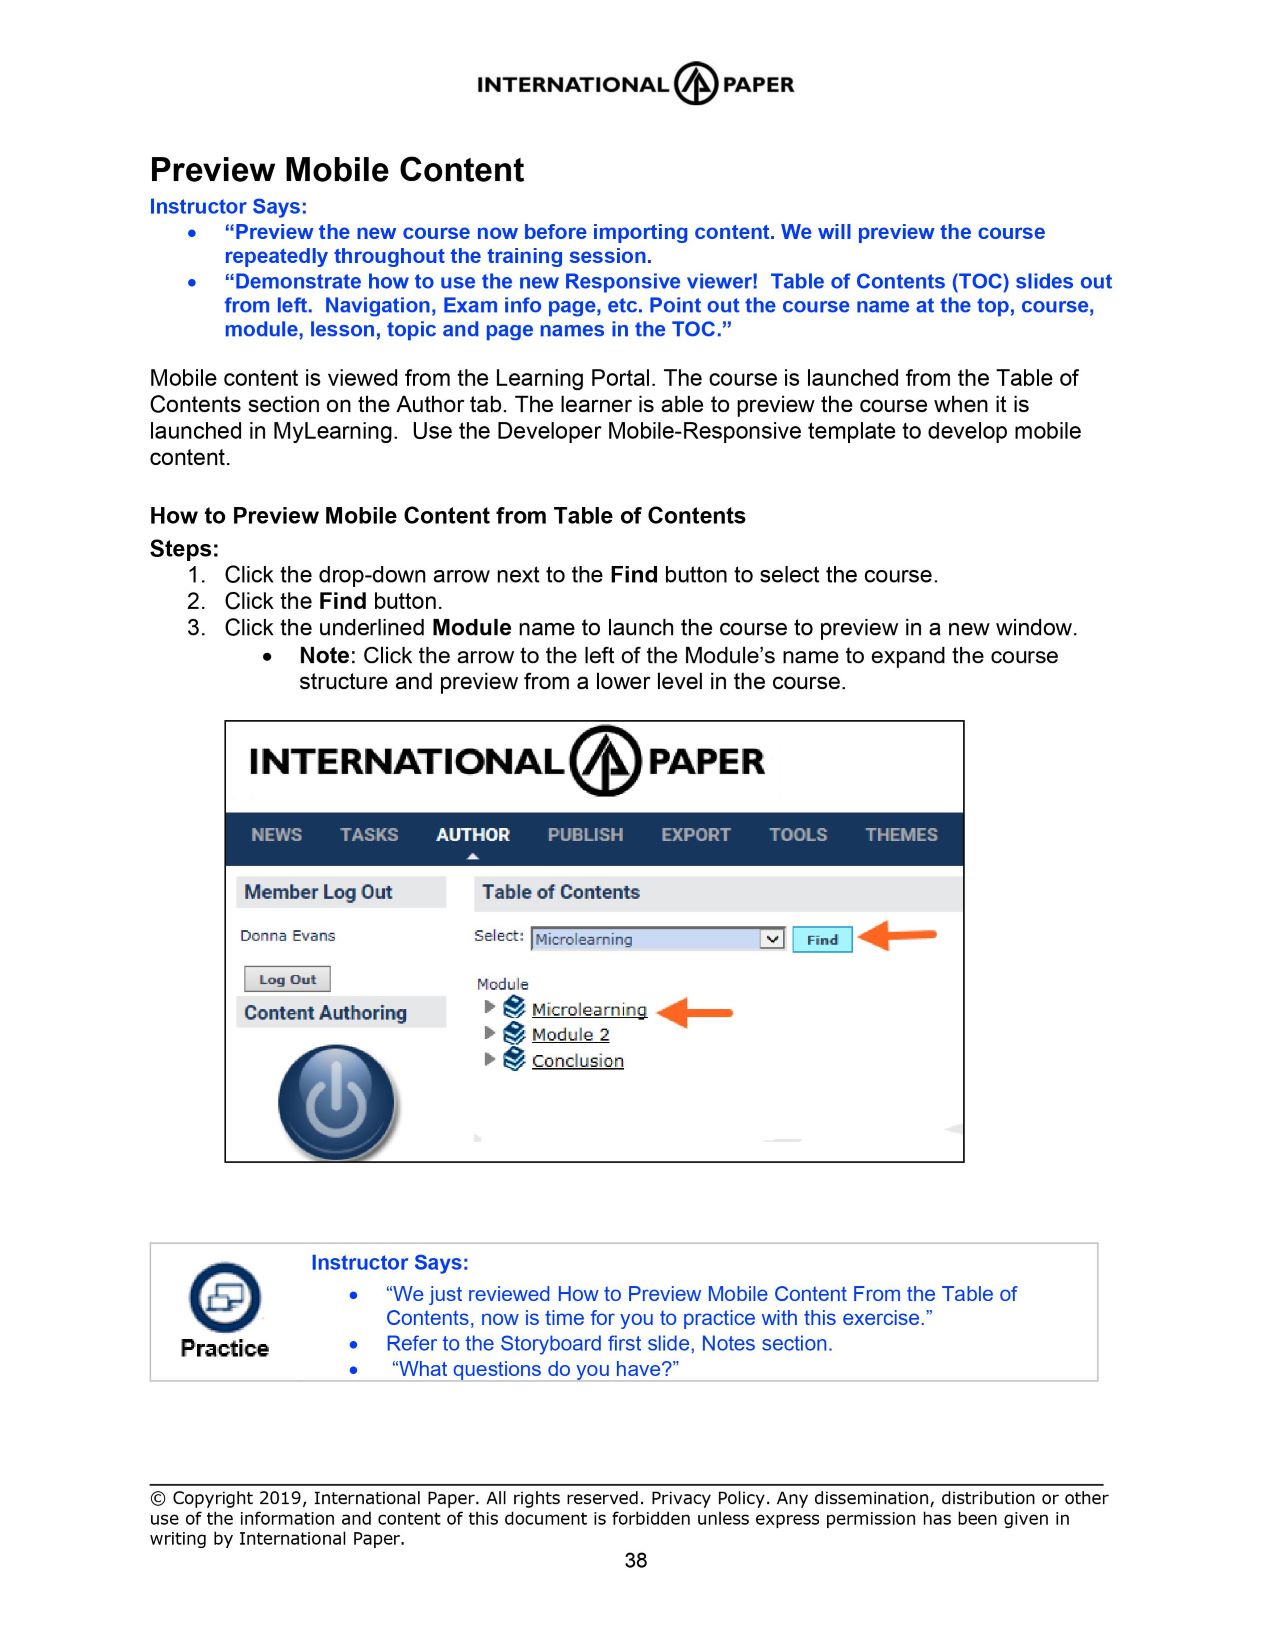 INTERNATIONAL PAPER
Preview Mobile Content
Instructor Says:
• “Preview the new course now before importing content. We will preview the course
repeatedly throughout the training session.
• “Demonstrate how to use the new Responsive viewer!  Table of Contents (TOC) slides out
from left.  Navigation, Exam info page, etc. Point out the course name at the top, course,
module, lesson, topic and page names in the TOC.”
Mobile content is viewed from the Learning Portal. The course is launched from the Table of
Contents section on the Author tab. The learner is able to preview the course when it is
launched in MyLearning.  Use the Developer Mobile-Responsive template to develop mobile
content.
How to Preview Mobile Content from Table of Contents
Steps:
1. Click the drop-down arrow next to the Find button to select the course.
2. Click the Find button.
3. Click the underlined Module name to launch the course to preview in a new window.
• Note: Click the arrow to the left of the Module’s name to expand the course
structure and preview from a lower level in the course.
INTERNATIONAL PAPER
NEWS TASKS AUTHOR PUBLISH EXPORT TOOLS THEMES
Member Log Out
Donna Evans
Log Out
Content Authoring
Table of Contents
Select: Microlearning Find
Module
Microlearning
Module 2
Conclusion
Practice
Instructor Says:
• “We just reviewed How to Preview Mobile Content From the Table of
Contents, now is time for you to practice with this exercise.”
• Refer to the Storyboard first slide, Notes section.
• “What questions do you have?”
© Copyright 2019, International Paper. All rights reserved. Privacy Policy. Any dissemination, distribution or other
use of the information and content of this document is forbidden unless express permission has been given in
writing by International Paper.
38